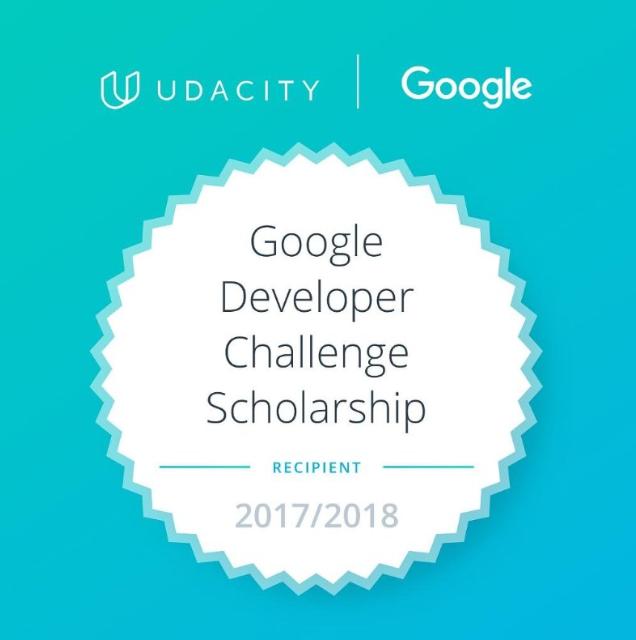 UDACITY | Google
Google
Developer
Challenge
Scholarship
RECIPIENT
2017/2018